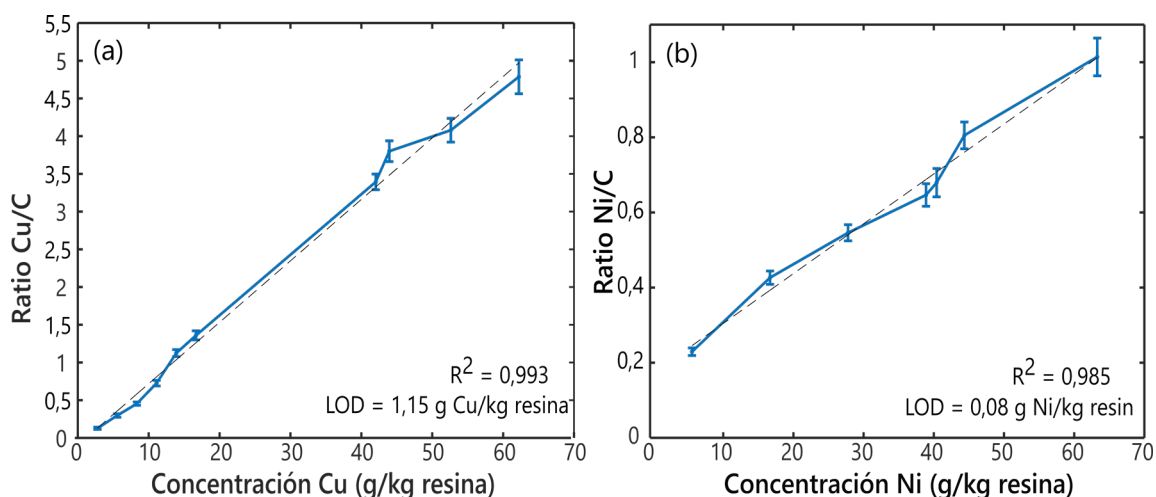 (a)
5,5
5
4,5
4
3,5
3
2,5
2
1,5
1
0,5
0
Ratio Cu/C
R² = 0,993
LOD = 1,15 g Cu/kg resina
0 10 20 30 40 50 60 70
Concentración Cu (g/kg resina)
(b)
1
0,8
0,6
0,4
0,2
0
Ratio Ni/C
R² = 0,985
LOD = 0,08 g Ni/kg resin
0 10 20 30 40 50 60 70
Concentración Ni (g/kg resina)